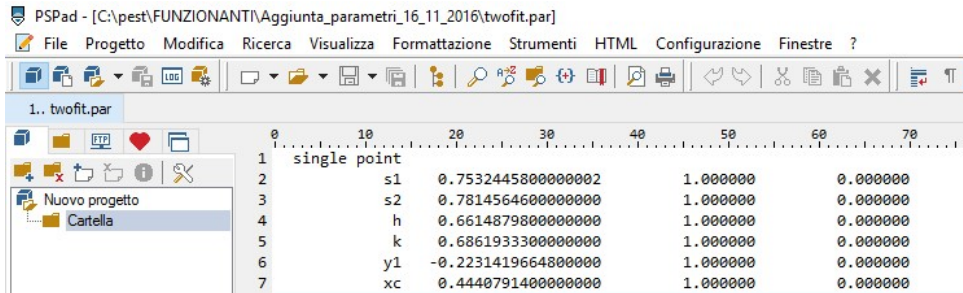 PSPad - [C:\pest\FUNZIONANTI\Aggiunta_parametri_16_11_2016\twofit.par]
File Progetto Modifica Ricerca Visualizza Formattazione Strumenti HTML Configurazione Finestre ?
LOG
1.. twofit.par
FTP
0 10 20 30 40 50 60 70
1 single point
2 s1 0.7532445800000002 1.000000 0.000000
Nuovo progetto
3 s2 0.7814564600000000 1.000000 0.000000
Cartella
4 h 0.6614879800000000 1.000000 0.000000
5 k 0.6861933300000000 1.000000 0.000000
6 y1 -0.2231419664800000 1.000000 0.000000
7 xc 0.4440791400000000 1.000000 0.000000